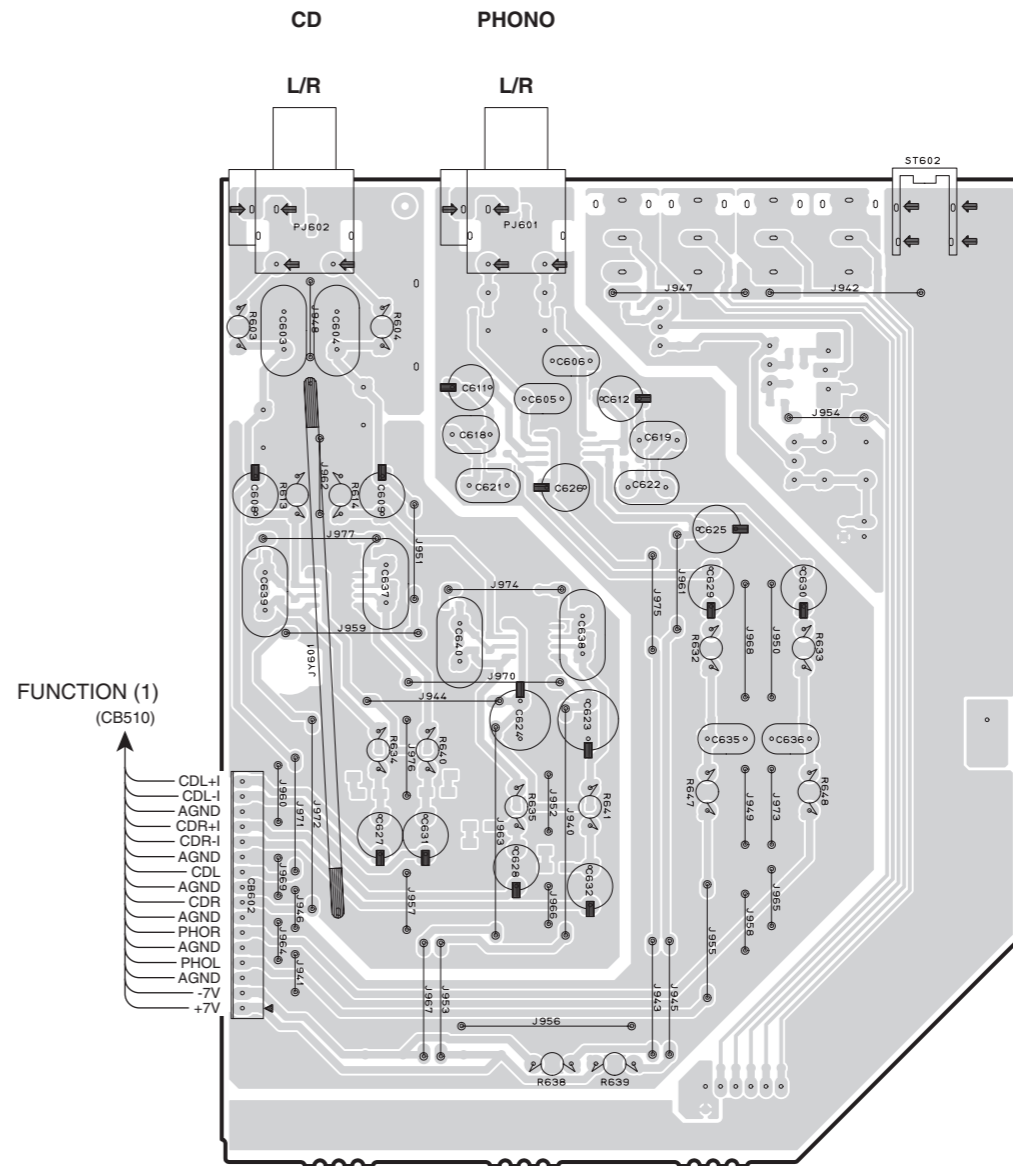 CD PHONO
L/R L/R
ST602
PJ602 PJ601
J947 J942
R603 C603 J948 C604 R604
C606
C611 C605 C612
J954
C618 C619
C621 C626 C622
C608 R613 J962 R614 C609
C625
J977 J951
J961
J975
C639 C637 J974 C629 C630
J959 C640 C638 R632 J968 J950 R633
JY601
J970
FUNCTION (1)
(CB510)
J944
C624 C623
R634 J976 R640 C635 C636
CDL+I
CDL-I
AGND
CDR+I
CDR-I
AGND
CDL
AGND
CDR
AGND
PHOR
AGND
PHOL
AGND
-7V
+7V
CB602
J960 J971 J972
J963 R635 J952 J940 R641 R647 J949 J973 R648
C627 C631
C628 C632
J969 J946 J957 J966
J964 J941
J955 J958 J965
J967 J953 J943 J945
J956
R638 R639